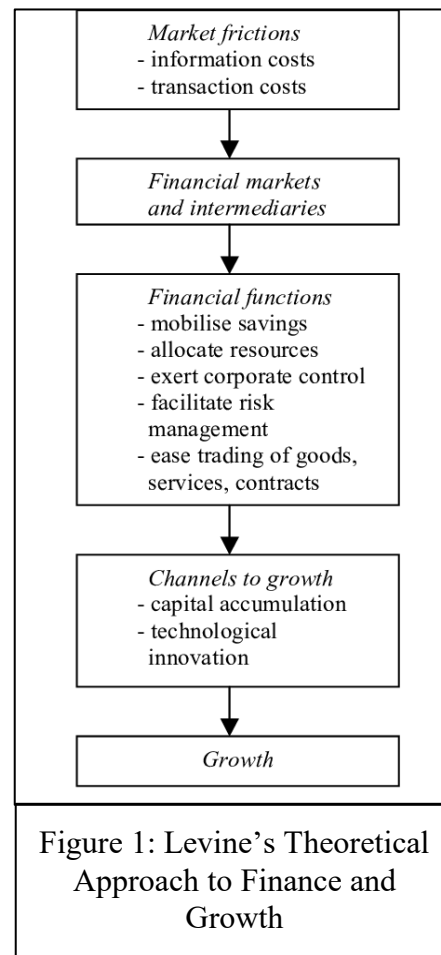 Market frictions
- information costs
- transaction costs
Financial markets
and intermediaries
Financial functions
- mobilise savings
- allocate resources
- exert corporate control
- facilitate risk
management
- ease trading of goods,
services, contracts
Channels to growth
- capital accumulation
- technological
innovation
Growth
Figure 1: Levine’s Theoretical
Approach to Finance and
Growth